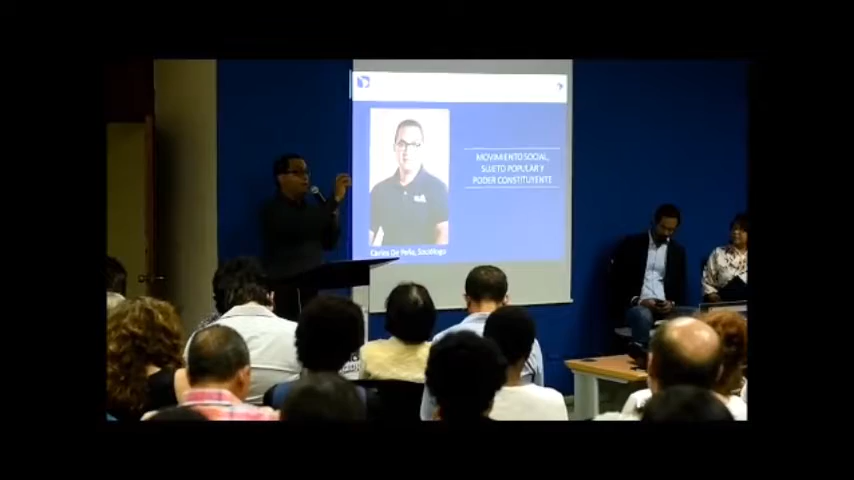 MOVIMIENTO SOCIAL,
SUJETO POPULAR Y
PODER CONSTITUYENTE
Carlos De Peña, Sociólogo